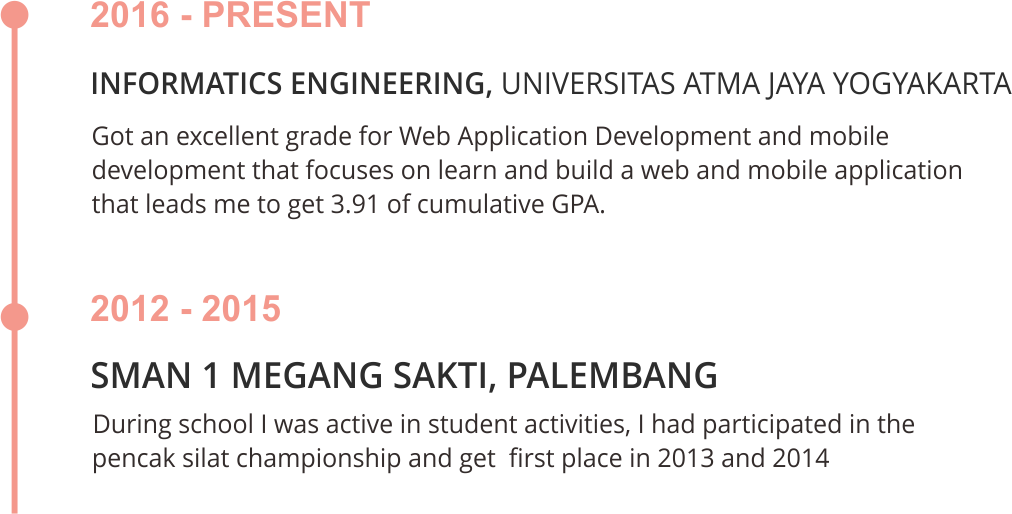 2016 - PRESENT
INFORMATICS ENGINEERING, UNIVERSITAS ATMA JAYA YOGYAKARTA
Got an excellent grade for Web Application Development and mobile
development that focuses on learn and build a web and mobile application
that leads me to get 3.91 of cumulative GPA.
2012 - 2015
SMAN 1 MEGANG SAKTI, PALEMBANG
During school I was active in student activities, I had participated in the
pencak silat championship and get  first place in 2013 and 2014